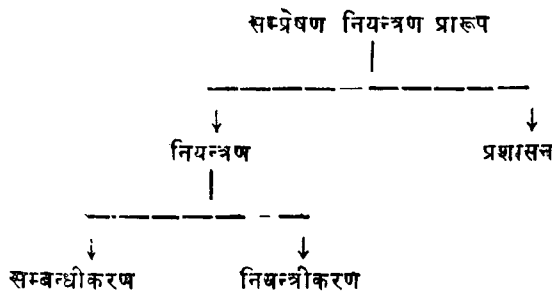 सम्प्रेषण नियन्त्रण प्रारूप
नियन्त्रण प्रशासन
सम्बन्धीकरण नियन्त्रीकरण